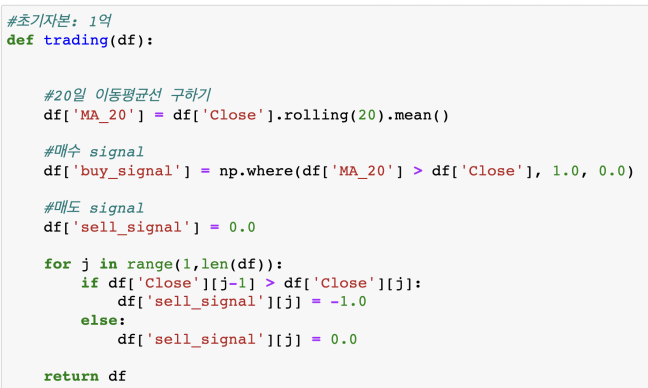 #초기자본: 1억
def trading(df):
#20일 이동평균선 구하기
df['MA_20'] = df['Close'].rolling(20).mean()
#매수 signal
df['buy_signal'] = np.where(df['MA_20'] > df['Close'], 1.0, 0.0)
#매도 signal
df['sell_signal'] = 0.0
for j in range(1,len(df)):
if df['Close'][j-1] > df['Close'][j]:
df['sell_signal'][j] = -1.0
else:
df['sell_signal'][j] = 0.0
return df